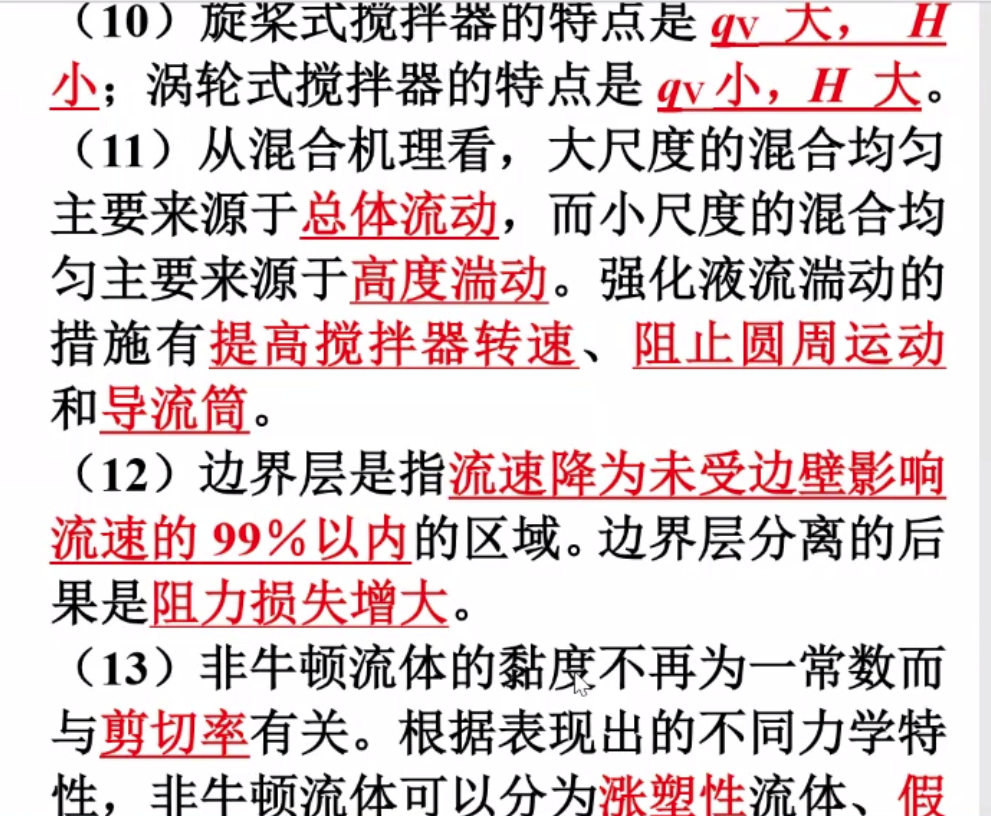 （10）旋桨式搅拌器的特点是 qV 大， H
小；涡轮式搅拌器的特点是 qV 小，H 大。
（11）从混合机理看，大尺度的混合均匀
主要来源于总体流动，而小尺度的混合均
匀主要来源于高度湍动。强化液流湍动的
措施有提高搅拌器转速、阻止圆周运动
和导流筒。
（12）边界层是指流速降为未受边壁影响
流速的 99％以内的区域。边界层分离的后
果是阻力损失增大。
（13）非牛顿流体的黏度不再为一常数而
与剪切率有关。根据表现出的不同力学特
性，非牛顿流体可以分为涨塑性流体、假